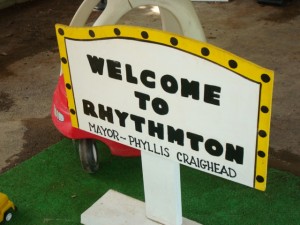 WELCOME
TO
RHYTHMTON
MAYOR--PHYLLIS CRAIGHEAD